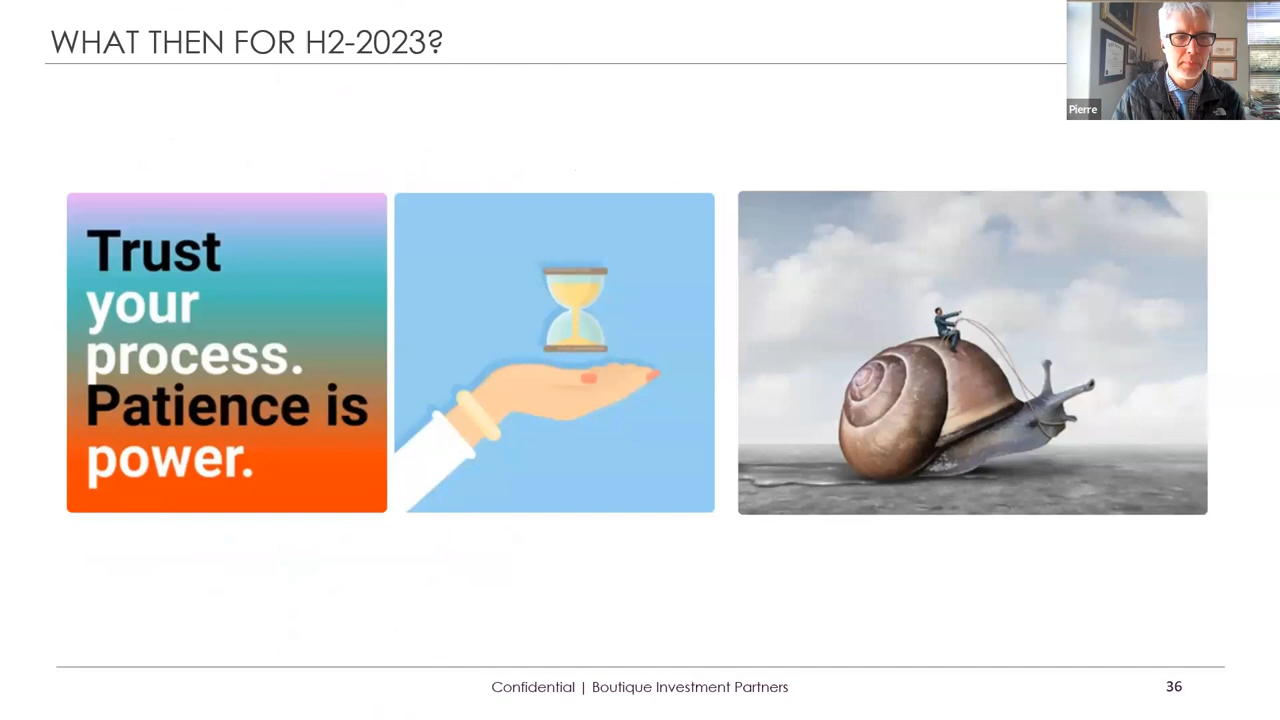 WHAT THEN FOR H2-2023?
Pierre
Trust
your
process.
Patience is
power.
Confidential | Boutique Investment Partners
36